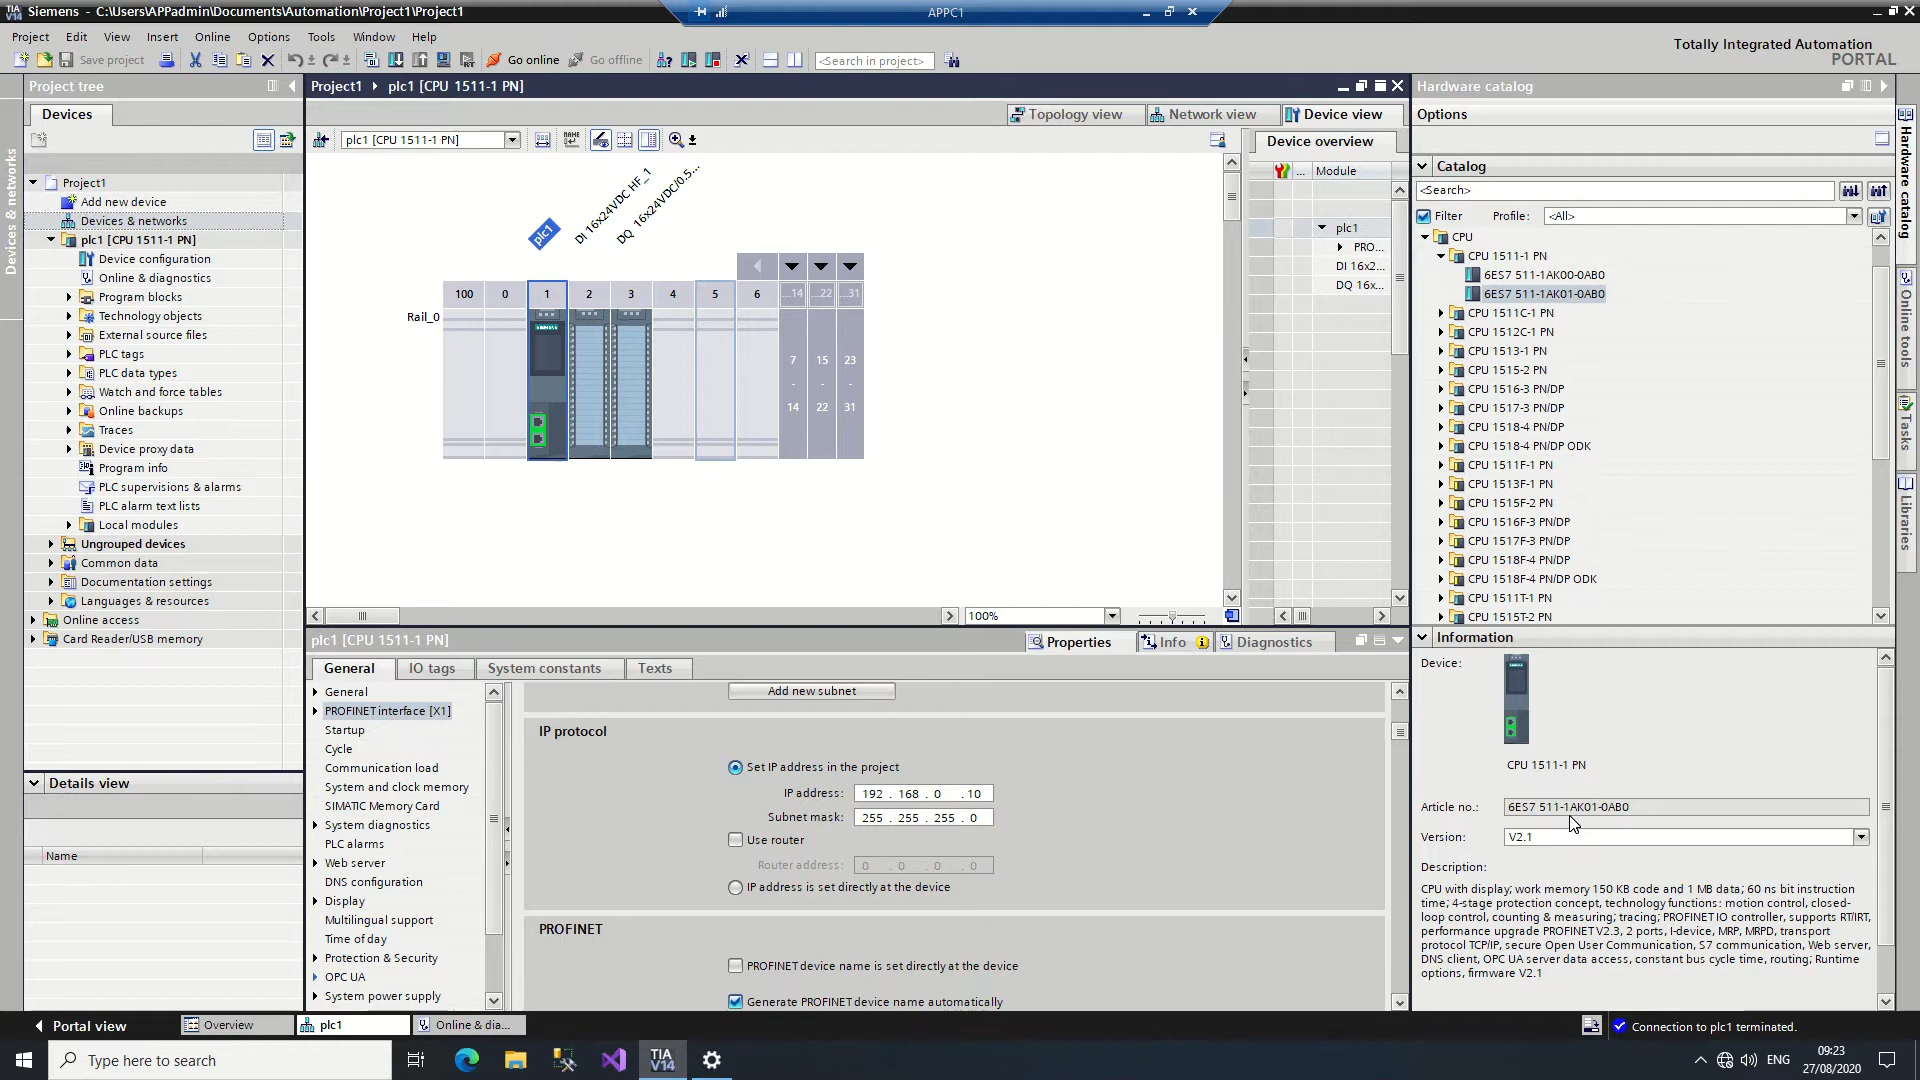 Siemens - C:\Users\APPadmin\Documents\Automation\Project1\Project1
APPC1
Project Edit View Insert Online Options Tools Window Help
Totally Integrated Automation
PORTAL
Save project
Go online
Go offline
<Search in project>
Project tree
Devices
Devices & networks
Project1
Add new device
Devices & networks
plc1 [CPU 1511-1 PN]
Device configuration
Online & diagnostics
Program blocks
Technology objects
External source files
PLC tags
PLC data types
Watch and force tables
Online backups
Traces
Device proxy data
Program info
PLC supervisions & alarms
PLC alarm text lists
Local modules
Ungrouped devices
Common data
Documentation settings
Languages & resources
Online access
Card Reader/USB memory
Details view
Name
Project1 plc1 [CPU 1511-1 PN]
Topology view
Network view
Device view
plc1 [CPU 1511-1 PN]
plc1
DI 16x24VDC HF_1
DQ 16x24VDC/0.5...
100 0 1 2 3 4 5 6 ...14 ...22 ...31
Rail_0
7 15 23
- - -
14 22 31
100%
Device overview
... Module
plc1
PRO...
DI 16x2...
DQ 16x...
plc1 [CPU 1511-1 PN]
Properties
Info
Diagnostics
General
IO tags
System constants
Texts
General
PROFINET interface [X1]
Startup
Cycle
Communication load
System and clock memory
SIMATIC Memory Card
System diagnostics
PLC alarms
Web server
DNS configuration
Display
Multilingual support
Time of day
Protection & Security
OPC UA
System power supply
Add new subnet
IP protocol
Set IP address in the project
IP address: 192 . 168 . 0 .10
Subnet mask: 255 . 255 . 255 . 0
Use router
Router address: 0 . 0 . 0 . 0
IP address is set directly at the device
PROFINET
PROFINET device name is set directly at the device
Generate PROFINET device name automatically
Hardware catalog
Options
Catalog
<Search>
Filter Profile: <All>
CPU
CPU 1511-1 PN
6ES7 511-1AK00-0AB0
6ES7 511-1AK01-0AB0
CPU 1511C-1 PN
CPU 1512C-1 PN
CPU 1513-1 PN
CPU 1515-2 PN
CPU 1516-3 PN/DP
CPU 1517-3 PN/DP
CPU 1518-4 PN/DP
CPU 1518-4 PN/DP ODK
CPU 1511F-1 PN
CPU 1513F-1 PN
CPU 1515F-2 PN
CPU 1516F-3 PN/DP
CPU 1517F-3 PN/DP
CPU 1518F-4 PN/DP
CPU 1518F-4 PN/DP ODK
CPU 1511T-1 PN
CPU 1515T-2 PN
Information
Device:
CPU 1511-1 PN
Article no.: 6ES7 511-1AK01-0AB0
Version: V2.1
Description:
CPU with display; work memory 150 KB code and 1 MB data; 60 ns bit instruction
time; 4-stage protection concept, technology functions: motion control, closed-
loop control, counting & measuring; tracing; PROFINET IO controller, supports RT/IRT,
performance upgrade PROFINET V2.3, 2 ports, I-device, MRP, MRPD, transport
protocol TCP/IP, secure Open User Communication, S7 communication, Web server,
DNS client, OPC UA server data access, constant bus cycle time, routing; Runtime
options, firmware V2.1
Hardware catalog
Online tools
Tasks
Libraries
Portal view
Overview
plc1
Online & dia...
Connection to plc1 terminated.
Type here to search
TIA
V14
ENG
09:23
27/08/2020